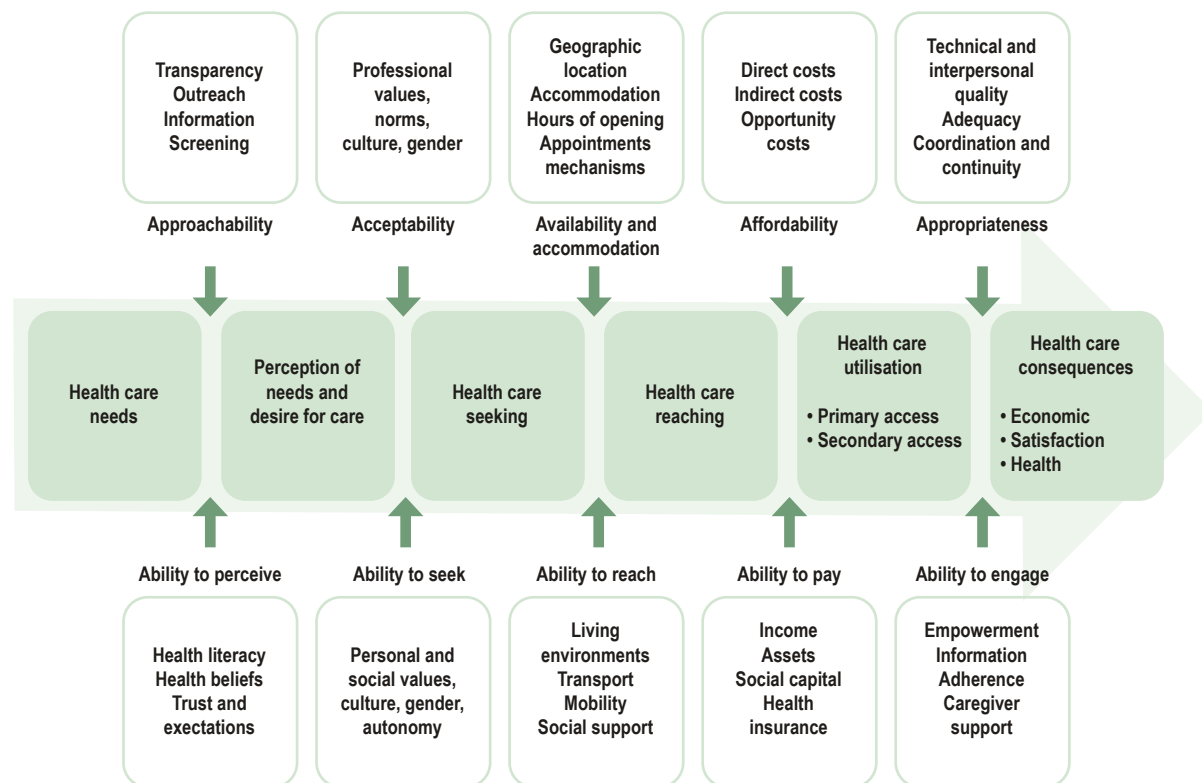 Transparency
Outreach
Information
Screening
Professional
values,
norms,
culture, gender
Geographic
location
Accommodation
Hours of opening
Appointments
mechanisms
Direct costs
Indirect costs
Opportunity
costs
Technical and
interpersonal
quality
Adequacy
Coordination and
continuity
Approachability
Acceptability
Availability and
accommodation
Affordability
Appropriateness
Health care
needs
Perception of
needs and
desire for care
Health care
seeking
Health care
reaching
Health care
utilisation
• Primary access
• Secondary access
Health care
consequences
• Economic
• Satisfaction
• Health
Ability to perceive
Ability to seek
Ability to reach
Ability to pay
Ability to engage
Health literacy
Health beliefs
Trust and
exectations
Personal and
social values,
culture, gender,
autonomy
Living
environments
Transport
Mobility
Social support
Income
Assets
Social capital
Health
insurance
Empowerment
Information
Adherence
Caregiver
support